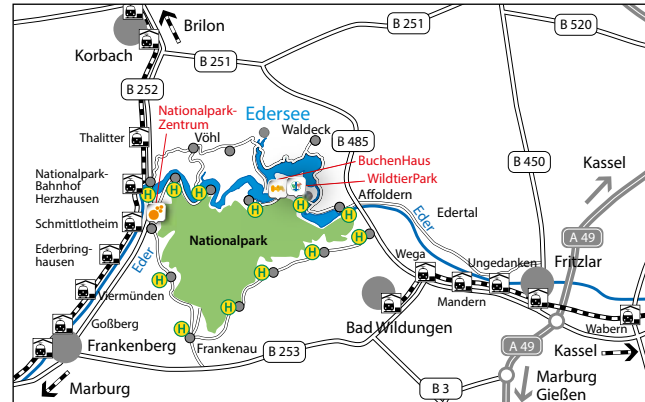 Brilon
B 251
B 520
Korbach
B 251
B 252
Nationalpark-
Zentrum
Edersee
Thalitter
Vöhl
Waldeck
B 485
BuchenHaus
B 450
Kassel
Nationalpark-
Bahnhof
Herzhausen
WildtierPark
Affoldern
H
H
H
H
H
H
Schmittlotheim
Eder
Edertal
A 49
Ederbring-
hausen
Eder
Nationalpark
H
H
Wega
Ungedanken
Fritzlar
Viermünden
H
H
Mandern
Goßberg
H
H
Bad Wildungen
Wabern
Frankenberg
Frankenau
B 253
A 49
Kassel
Marburg
B 3
Marburg
Gießen